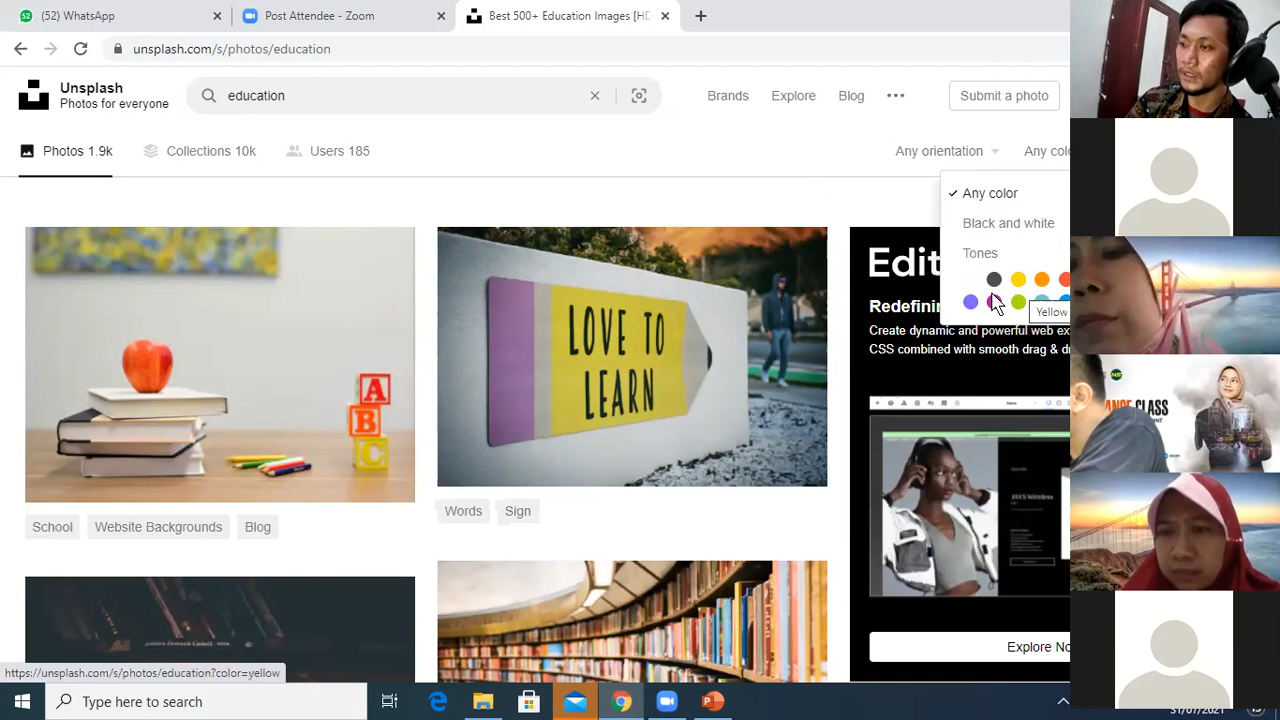 (52) WhatsApp
Post Attendee - Zoom
Best 500+ Education Images [HD
unsplash.com/s/photos/education
Unsplash
Photos for everyone
education
Brands
Explore
Blog
Submit a photo
Photos 1.9k
Collections 10k
Users 185
Any orientation
Any colo
Any color
Black and white
Tones
Yellow
LOVE TO
LEARN
A
B
C
Edit
Redefinin
Create dynamic and powerful web ex
CSS combined with smooth drag & d
School
Website Backgrounds
Blog
Words
Sign
Explore No
ANCE CLASS
https://unsplash.com/s/photos/education?color=yellow
Type here to search
31/07/2021